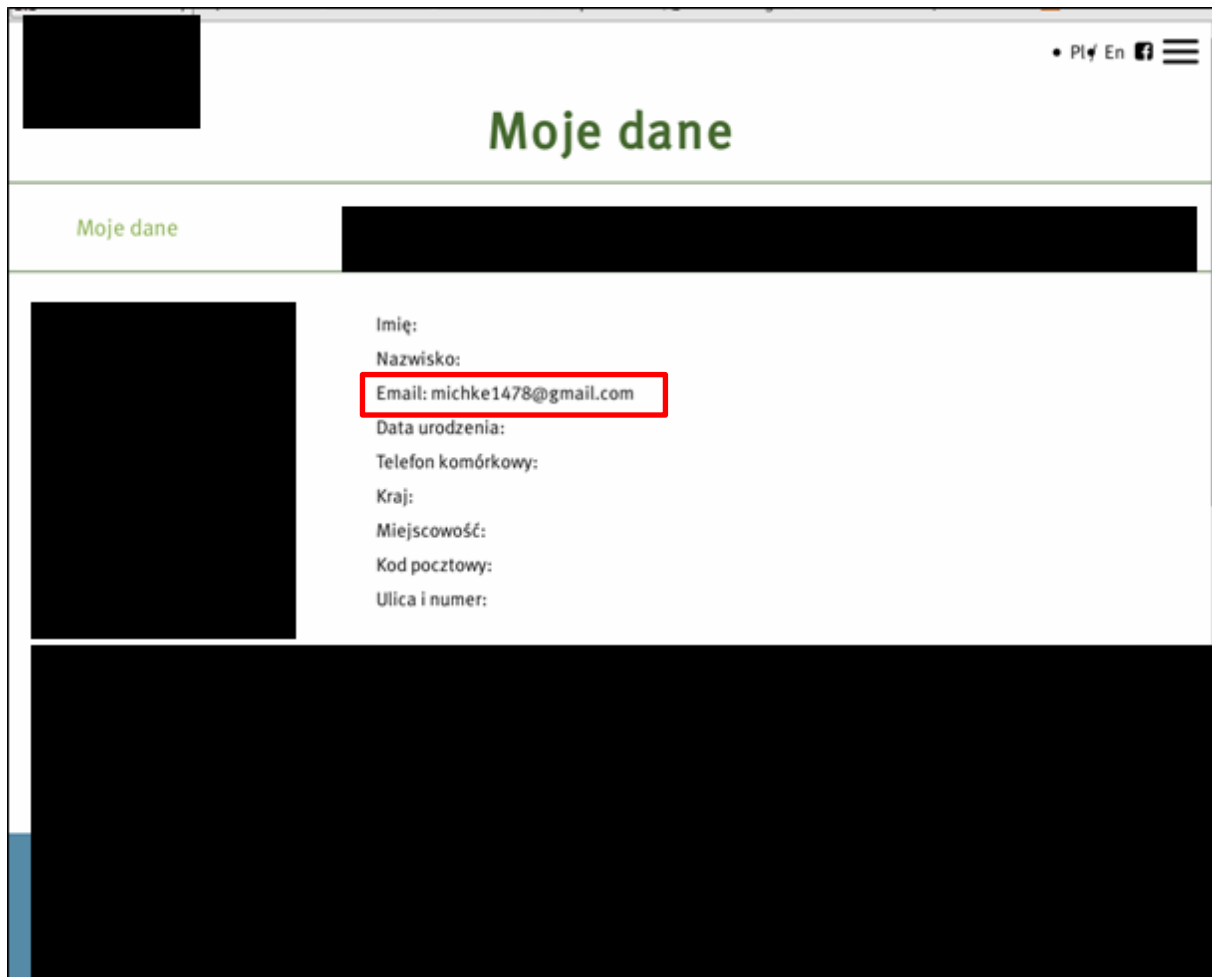 Pl En
Moje dane
Moje dane
Imię:
Nazwisko:
Email: michke1478@gmail.com
Data urodzenia:
Telefon komórkowy:
Kraj:
Miejscowość:
Kod pocztowy:
Ulica i numer: